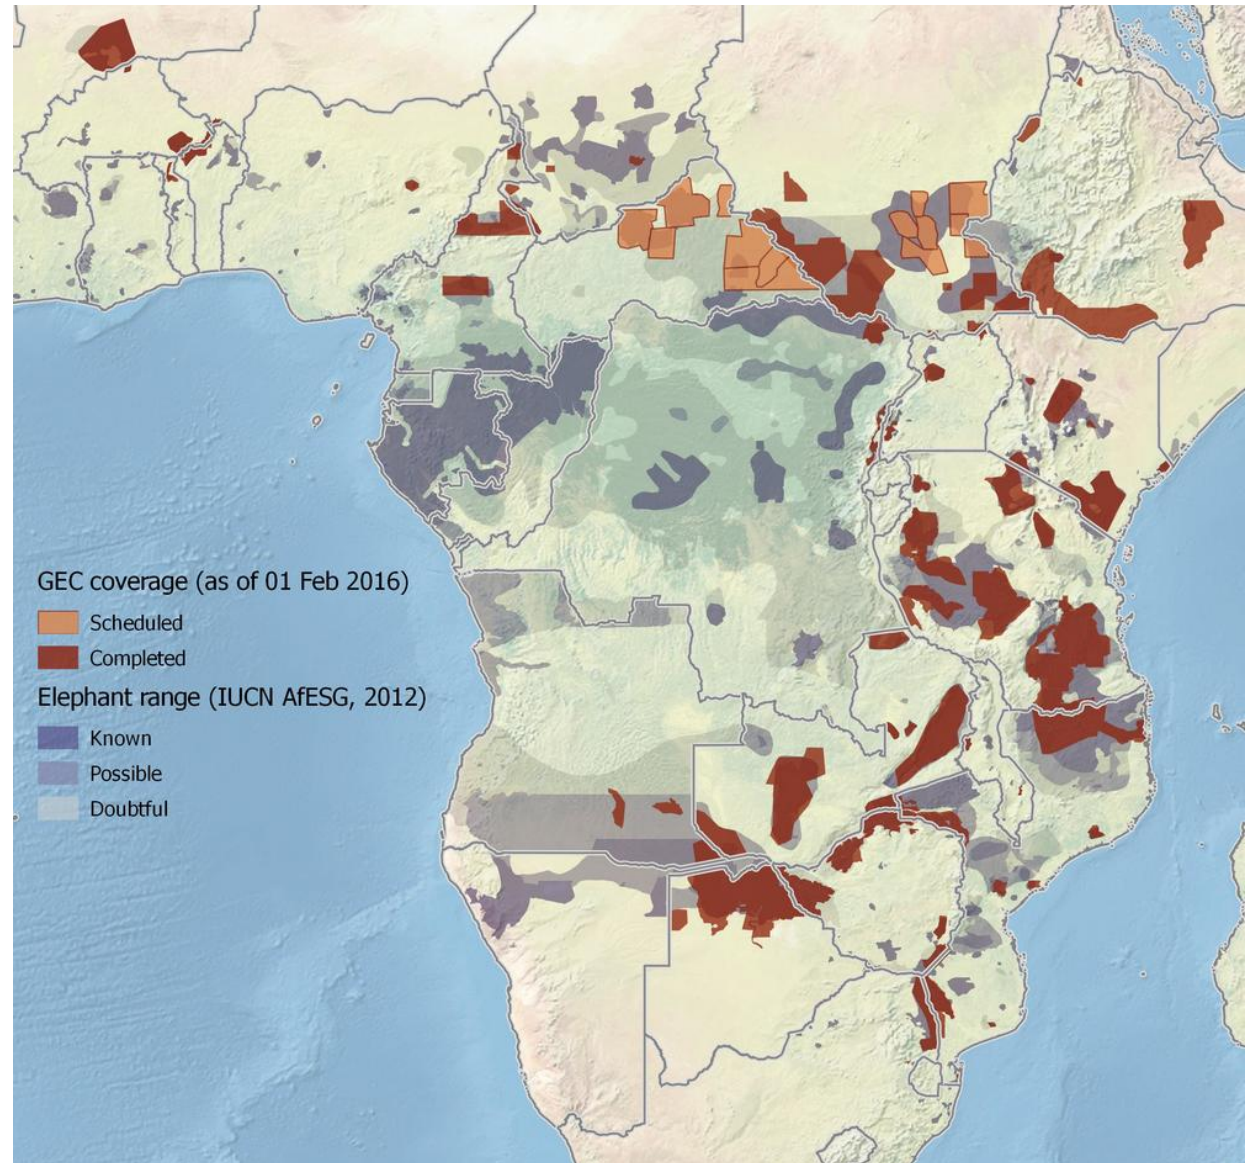 GEC coverage (as of 01 Feb 2016)
Scheduled
Completed
Elephant range (IUCN AfESG, 2012)
Known
Possible
Doubtful